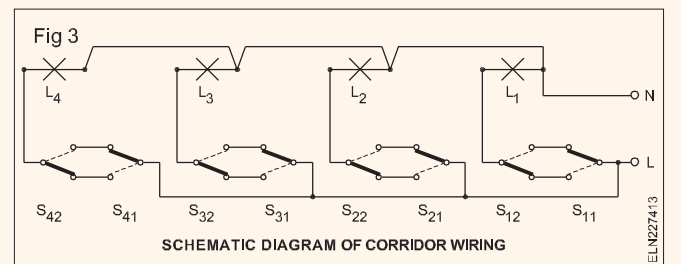 Fig 3
L4 L3 L2 L1
N
L
S42 S41 S32 S31 S22 S21 S12 S11
SCHEMATIC DIAGRAM OF CORRIDOR WIRING
ELN227413